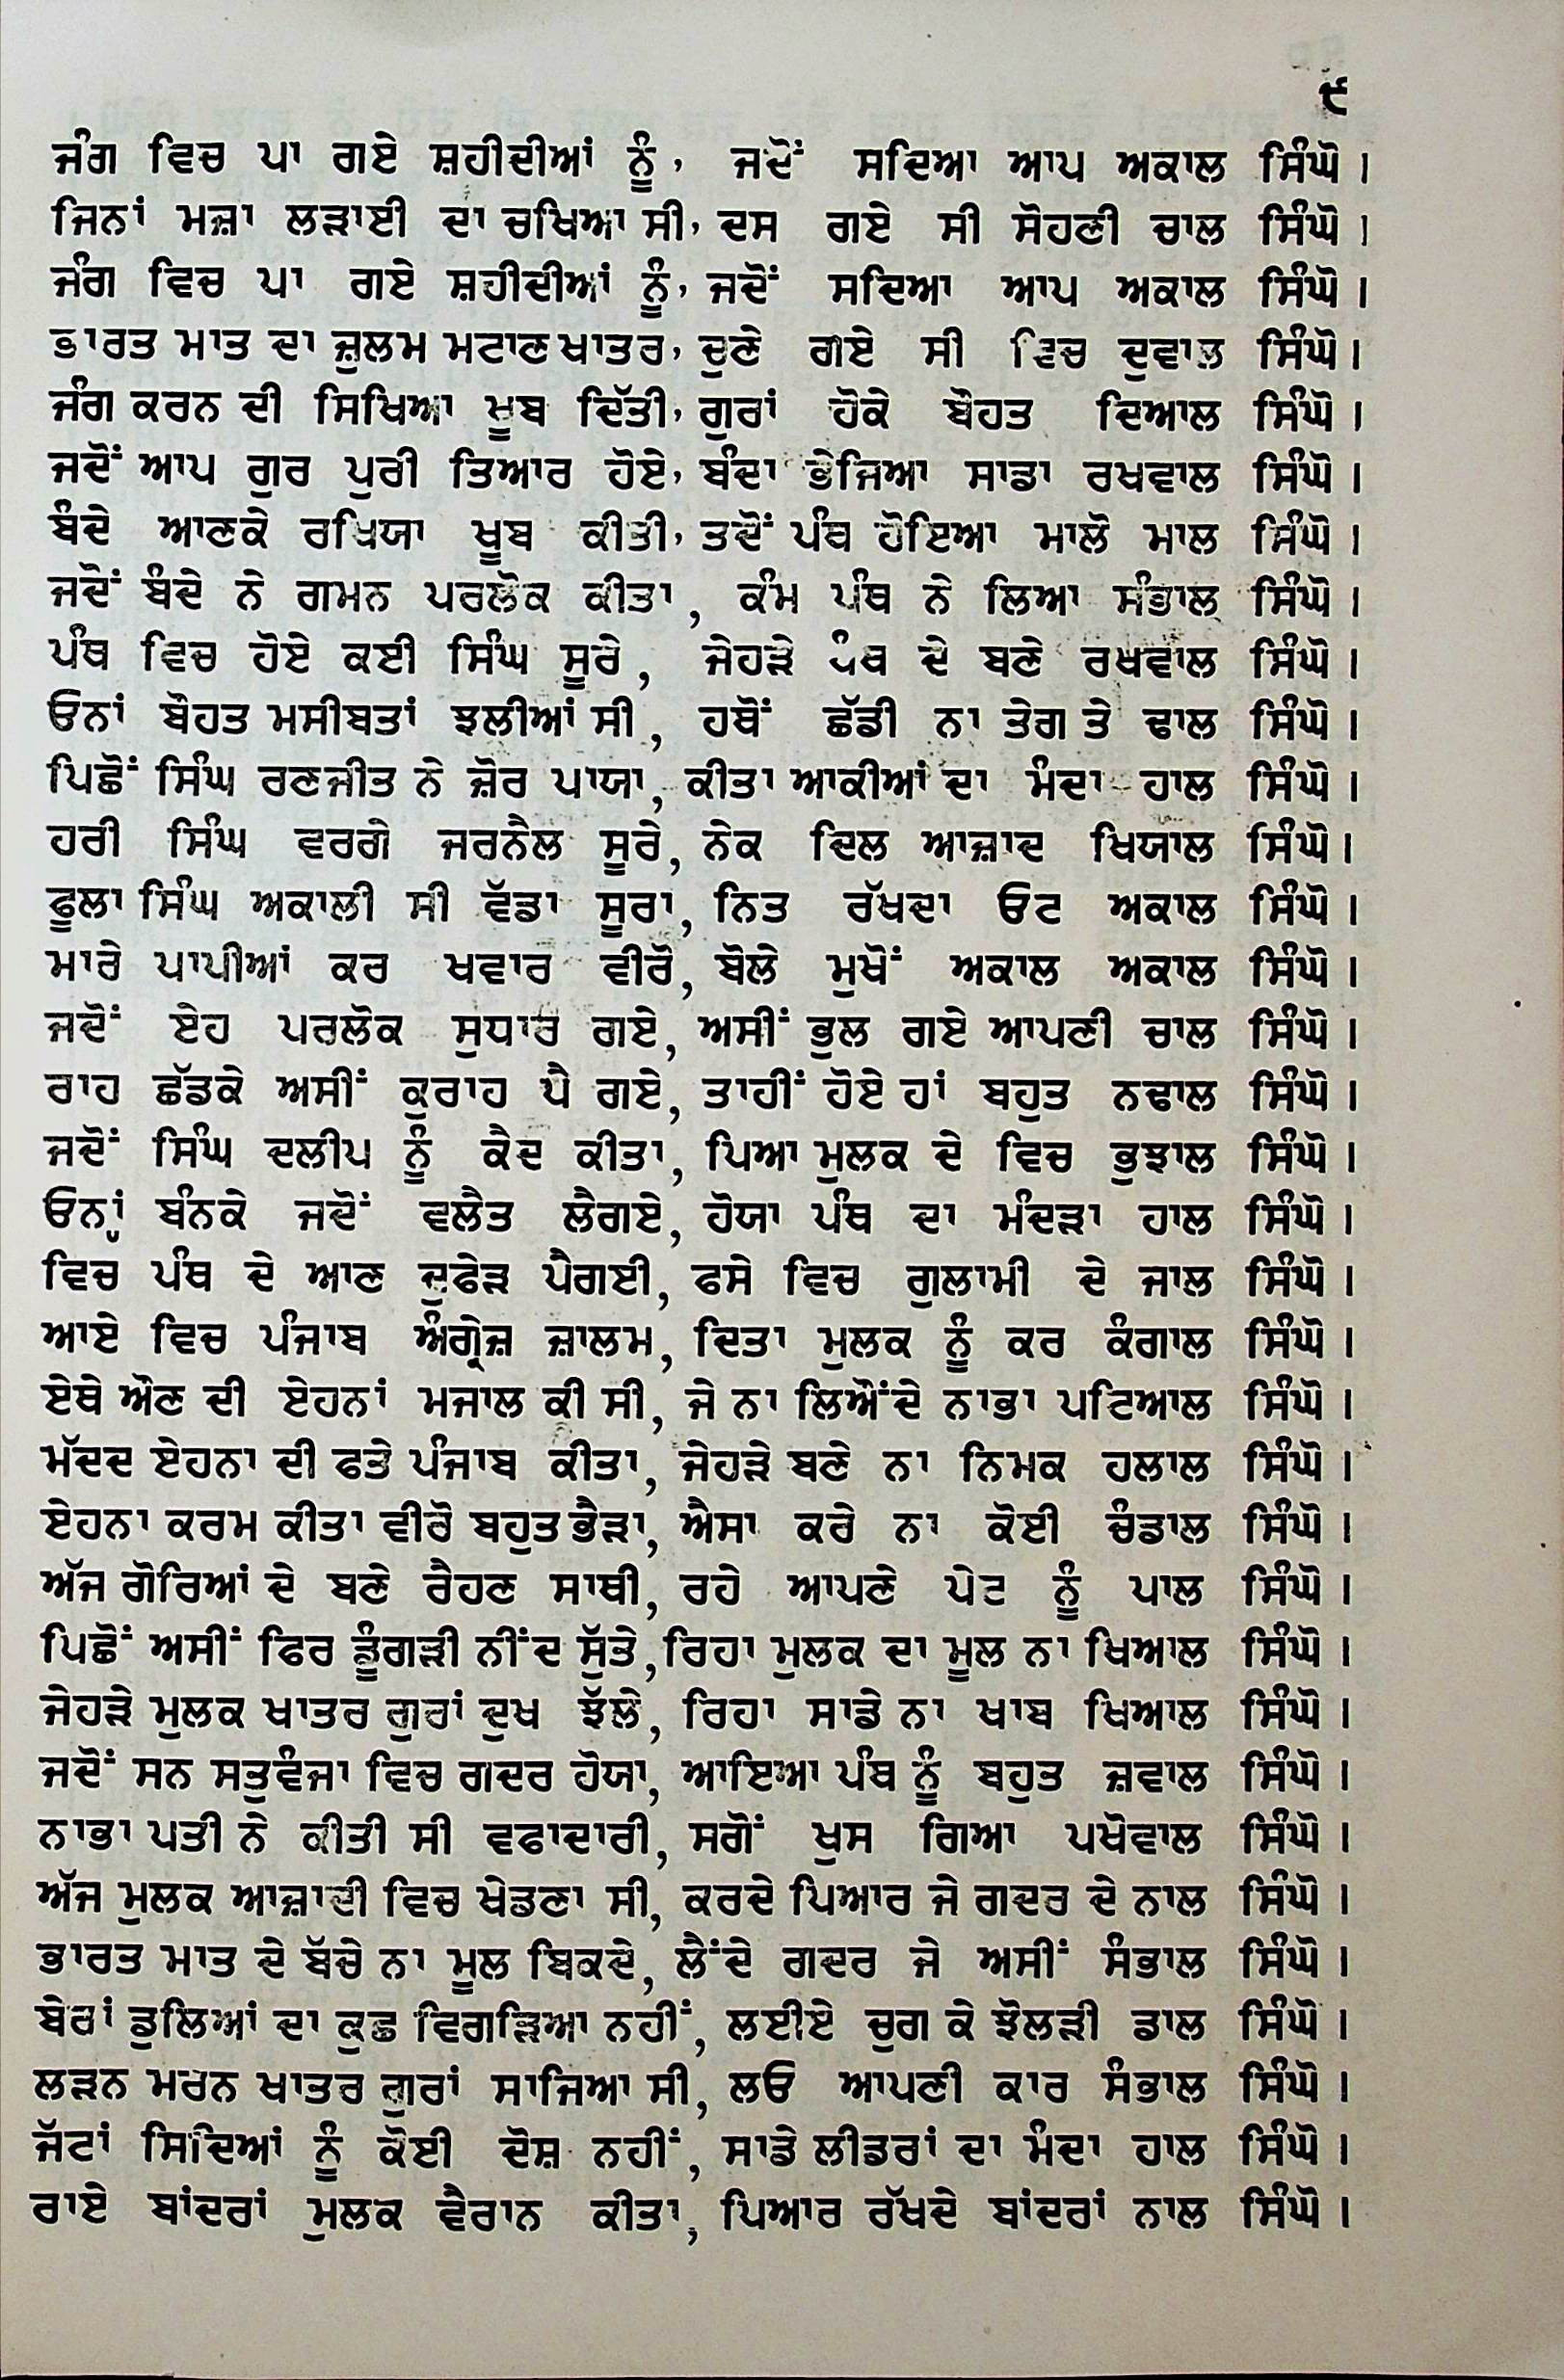 ੯
ਜੰਗ ਵਿਚ ਪਾ ਗਏ ਸ਼ਹੀਦੀਆਂ ਨੂੰ, ਜਦੋਂ ਸਦਿਆ ਆਪ ਅਕਾਲ ਸਿੰਘੋ।
ਜਿਨਾਂ ਮਜ਼ਾ ਲੜਾਈ ਦਾ ਚਖਿਆ ਸੀ, ਦਸ ਗਏ ਸੀ ਸੋਹਣੀ ਚਾਲ ਸਿੰਘੋ।
ਜੰਗ ਵਿਚ ਪਾ ਗਏ ਸ਼ਹੀਦੀਆਂ ਨੂੰ, ਜਦੋਂ ਸਦਿਆ ਆਪ ਅਕਾਲ ਸਿੰਘੋ।
ਭਾਰਤ ਮਾਤ ਦਾ ਜ਼ੁਲਮ ਮਟਾਣ ਖਾਤਰ, ਚੁਣੇ ਗਏ ਸੀ ਵਿਚ ਦੁਵਾਲ ਸਿੰਘੋ।
ਜੰਗ ਕਰਨ ਦੀ ਸਿਖਿਆ ਖੂਬ ਦਿੱਤੀ, ਗੁਰਾਂ ਹੋਕੇ ਬੌਹਤ ਦਿਆਲ ਸਿੰਘੋ।
ਜਦੋਂ ਆਪ ਗੁਰ ਪੁਰੀ ਤਿਆਰ ਹੋਏ, ਬੰਦਾ ਭੇਜਿਆ ਸਾਡਾ ਰਖਵਾਲ ਸਿੰਘੋ।
ਬੰਦੇ ਆਣਕੇ ਰਖਿਯਾ ਖੂਬ ਕੀਤੀ, ਤਦੋਂ ਪੰਥ ਹੋਇਆ ਮਾਲੋ ਮਾਲ ਸਿੰਘੋ।
ਜਦੋਂ ਬੰਦੇ ਨੇ ਗਮਨ ਪਰਲੋਕ ਕੀਤਾ, ਕੰਮ ਪੰਥ ਨੇ ਲਿਆ ਸੰਭਾਲ ਸਿੰਘੋ।
ਪੰਥ ਵਿਚ ਹੋਏ ਕਈ ਸਿੰਘ ਸੂਰੇ, ਜੇਹੜੇ ਪੰਥ ਦੇ ਬਣੇ ਰਖਵਾਲ ਸਿੰਘੋ।
ਓਨਾਂ ਬੌਹਤ ਮਸੀਬਤਾਂ ਝਲੀਆਂ ਸੀ, ਹਥੋਂ ਛੱਡੀ ਨਾ ਤੇਗ ਤੇ ਢਾਲ ਸਿੰਘੋ।
ਪਿਛੋਂ ਸਿੰਘ ਰਣਜੀਤ ਨੇ ਜ਼ੋਰ ਪਾਯਾ, ਕੀਤਾ ਆਕੀਆਂ ਦਾ ਮੰਦਾ ਹਾਲ ਸਿੰਘੋ।
ਹਰੀ ਸਿੰਘ ਵਰਗੇ ਜਰਨੈਲ ਸੂਰੇ, ਨੇਕ ਦਿਲ ਆਜ਼ਾਦ ਖਿਯਾਲ ਸਿੰਘੋ।
ਫੂਲਾ ਸਿੰਘ ਅਕਾਲੀ ਸੀ ਵੱਡਾ ਸੂਰਾ, ਨਿਤ ਰੱਖਦਾ ਓਟ ਅਕਾਲ ਸਿੰਘੋ।
ਮਾਰੇ ਪਾਪੀਆਂ ਕਰ ਖਵਾਰ ਵੀਰੋ, ਬੋਲੇ ਮੁਖੋਂ ਅਕਾਲ ਅਕਾਲ ਸਿੰਘੋ।
ਜਦੋਂ ਏਹ ਪਰਲੋਕ ਸੁਧਾਰ ਗਏ, ਅਸੀਂ ਭੁਲ ਗਏ ਆਪਣੀ ਚਾਲ ਸਿੰਘੋ।
ਰਾਹ ਛੱਡਕੇ ਅਸੀਂ ਕੁਰਾਹ ਪੈ ਗਏ, ਤਾਹੀਂ ਹੋਏ ਹਾਂ ਬਹੁਤ ਨਢਾਲ ਸਿੰਘੋ।
ਜਦੋਂ ਸਿੰਘ ਦਲੀਪ ਨੂੰ ਕੈਦ ਕੀਤਾ, ਪਿਆ ਮੁਲਕ ਦੇ ਵਿਚ ਭੁਝਾਲ ਸਿੰਘੋ।
ਓਨ੍ਹਾਂ ਬੰਨਕੇ ਜਦੋਂ ਵਲੈਤ ਲੈਗਏ, ਹੋਯਾ ਪੰਥ ਦਾ ਮੰਦੜਾ ਹਾਲ ਸਿੰਘੋ।
ਵਿਚ ਪੰਥ ਦੇ ਆਣ ਦੁਫੇੜ ਪੈਗਈ, ਫਸੇ ਵਿਚ ਗੁਲਾਮੀ ਦੇ ਜਾਲ ਸਿੰਘੋ।
ਆਏ ਵਿਚ ਪੰਜਾਬ ਅੰਗ੍ਰੇਜ਼ ਜ਼ਾਲਮ, ਦਿਤਾ ਮੁਲਕ ਨੂੰ ਕਰ ਕੰਗਾਲ ਸਿੰਘੋ।
ਏਥੇ ਔਣ ਦੀ ਏਹਨਾਂ ਮਜਾਲ ਕੀ ਸੀ, ਜੇ ਨਾ ਲਿਔਂਦੇ ਨਾਭਾ ਪਟਿਆਲ ਸਿੰਘੋ।
ਮੱਦਦ ਏਹਨਾ ਦੀ ਫਤੇ ਪੰਜਾਬ ਕੀਤਾ, ਜੇਹੜੇ ਬਣੇ ਨਾ ਨਿਮਕ ਹਲਾਲ ਸਿੰਘੋ।
ਏਹਨਾ ਕਰਮ ਕੀਤਾ ਵੀਰੋ ਬਹੁਤ ਭੈੜਾ, ਐਸਾ ਕਰੇ ਨਾ ਕੋਈ ਚੰਡਾਲ ਸਿੰਘੋ।
ਅੱਜ ਗੋਰਿਆਂ ਦੇ ਬਣੇ ਰੈਹਣ ਸਾਥੀ, ਰਹੇ ਆਪਣੇ ਪੇਟ ਨੂੰ ਪਾਲ ਸਿੰਘੋ।
ਪਿਛੋਂ ਅਸੀਂ ਫਿਰ ਡੂੰਗੜੀ ਨੀਂਦ ਸੁੱਤੇ, ਰਿਹਾ ਮੁਲਕ ਦਾ ਮੂਲ ਨਾ ਖਿਆਲ ਸਿੰਘੋ।
ਜੇਹੜੇ ਮੁਲਕ ਖਾਤਰ ਗੁਰਾਂ ਦੁਖ ਝੱਲੇ, ਰਿਹਾ ਸਾਡੇ ਨਾ ਖਾਬ ਖਿਆਲ ਸਿੰਘੋ।
ਜਦੋਂ ਸਨ ਸਤੁਵੰਜਾ ਵਿਚ ਗਦਰ ਹੋਯਾ, ਆਇਆ ਪੰਥ ਨੂੰ ਬਹੁਤ ਜ਼ਵਾਲ ਸਿੰਘੋ।
ਨਾਭਾ ਪਤੀ ਨੇ ਕੀਤੀ ਸੀ ਵਫਾਦਾਰੀ, ਸਗੋਂ ਖੁਸ ਗਿਆ ਪਖੋਵਾਲ ਸਿੰਘੋ।
ਅੱਜ ਮੁਲਕ ਆਜ਼ਾਦੀ ਵਿਚ ਖੇਡਣਾ ਸੀ, ਕਰਦੇ ਪਿਆਰ ਜੇ ਗਦਰ ਦੇ ਨਾਲ ਸਿੰਘੋ।
ਭਾਰਤ ਮਾਤ ਦੇ ਬੱਚੇ ਨਾ ਮੂਲ ਬਿਕਦੇ, ਲੈਂਦੇ ਗਦਰ ਜੇ ਅਸੀਂ ਸੰਭਾਲ ਸਿੰਘੋ।
ਬੇਰਾਂ ਡੁਲਿਆਂ ਦਾ ਕੁਛ ਵਿਗੜਿਆ ਨਹੀਂ, ਲਈਏ ਚੁਗ ਕੇ ਝੋਲੜੀ ਡਾਲ ਸਿੰਘੋ।
ਲੜਨ ਮਰਨ ਖਾਤਰ ਗੁਰਾਂ ਸਾਜਿਆ ਸੀ, ਲਓ ਆਪਣੀ ਕਾਰ ਸੰਭਾਲ ਸਿੰਘੋ।
ਜੱਟਾਂ ਸਿਦਿਆਂ ਨੂੰ ਕੋਈ ਦੋਸ਼ ਨਹੀਂ, ਸਾਡੇ ਲੀਡਰਾਂ ਦਾ ਮੰਦਾ ਹਾਲ ਸਿੰਘੋ।
ਰਾਏ ਬਾਂਦਰਾਂ ਮੁਲਕ ਵੈਰਾਨ ਕੀਤਾ, ਪਿਆਰ ਰੱਖਦੇ ਬਾਂਦਰਾਂ ਨਾਲ ਸਿੰਘੋ।